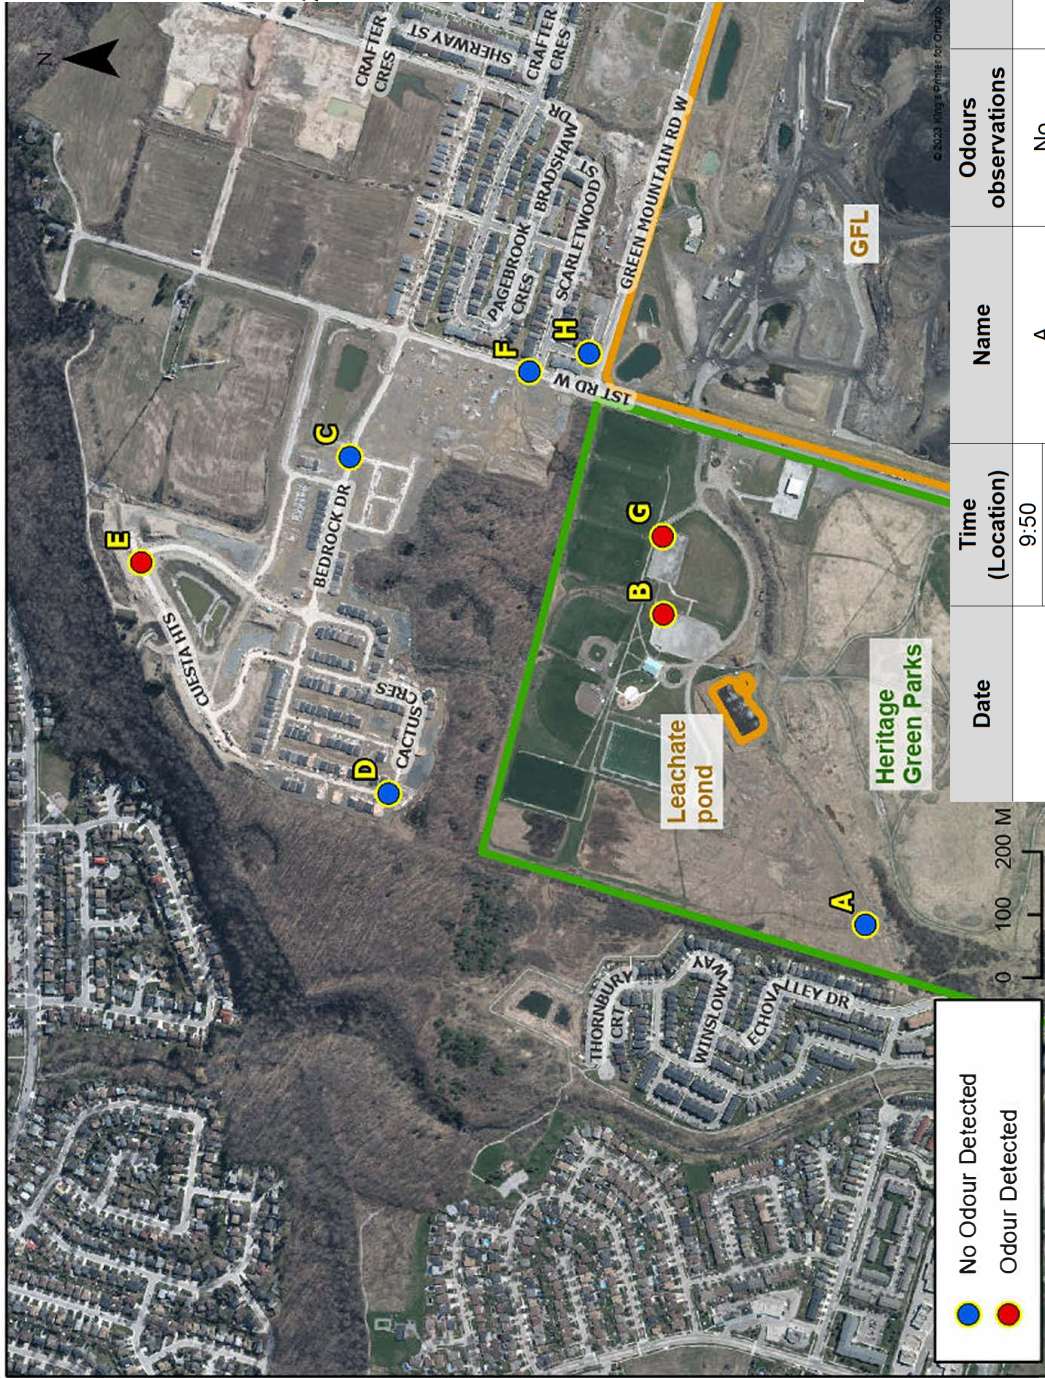 N
CRAFTER
CRES
SHERWAY ST
CRAFTER
CRES
BRADSHAW DR
PAGEBROOK
CRES
SCARLETWOOD ST
GREEN MOUNTAIN RD W
1ST RD W
F
H
C
BEDROCK DR
E
CUESTA HTS
CACTUS CRES
D
G
B
A
GFL
Leachate
pond
Heritage
Green Parks
THORNBURY
CRT
WINSLOW WAY
ECHOVALLEY DR
© 2023 King's Printer for Ontario
0 100 200 M
No Odour Detected
Odour Detected
Date
Time
(Location)
Name
Odours
observations
9:50
A
No